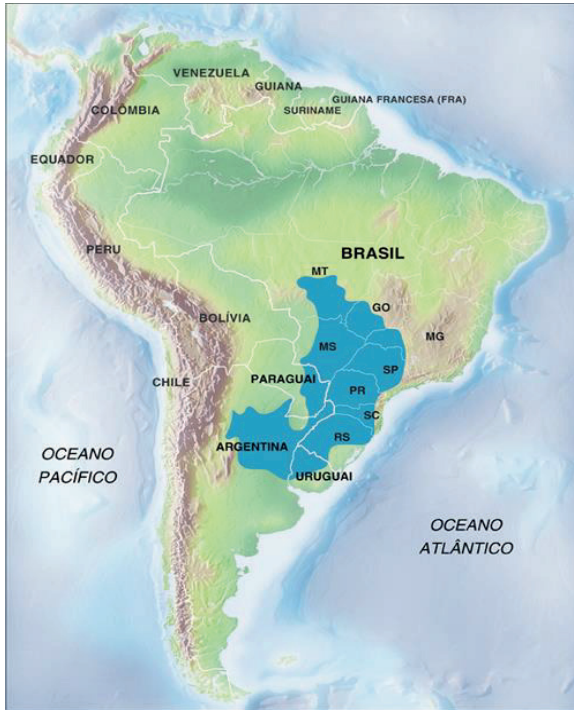 VENEZUELA
GUIANA
GUIANA FRANCESA (FRA)
SURINAME
COLÔMBIA
EQUADOR
PERU
BRASIL
MT
GO
BOLÍVIA
MG
MS
SP
PARAGUAI
CHILE
PR
SC
RS
ARGENTINA
URUGUAI
OCEANO
PACÍFICO
OCEANO
ATLÂNTICO